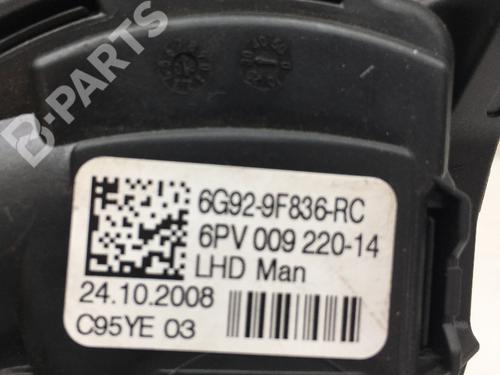 B-PARTS
6G92-9F836-RC
6PV 009 220-14
LHD Man
24.10.2008
C95YE 03